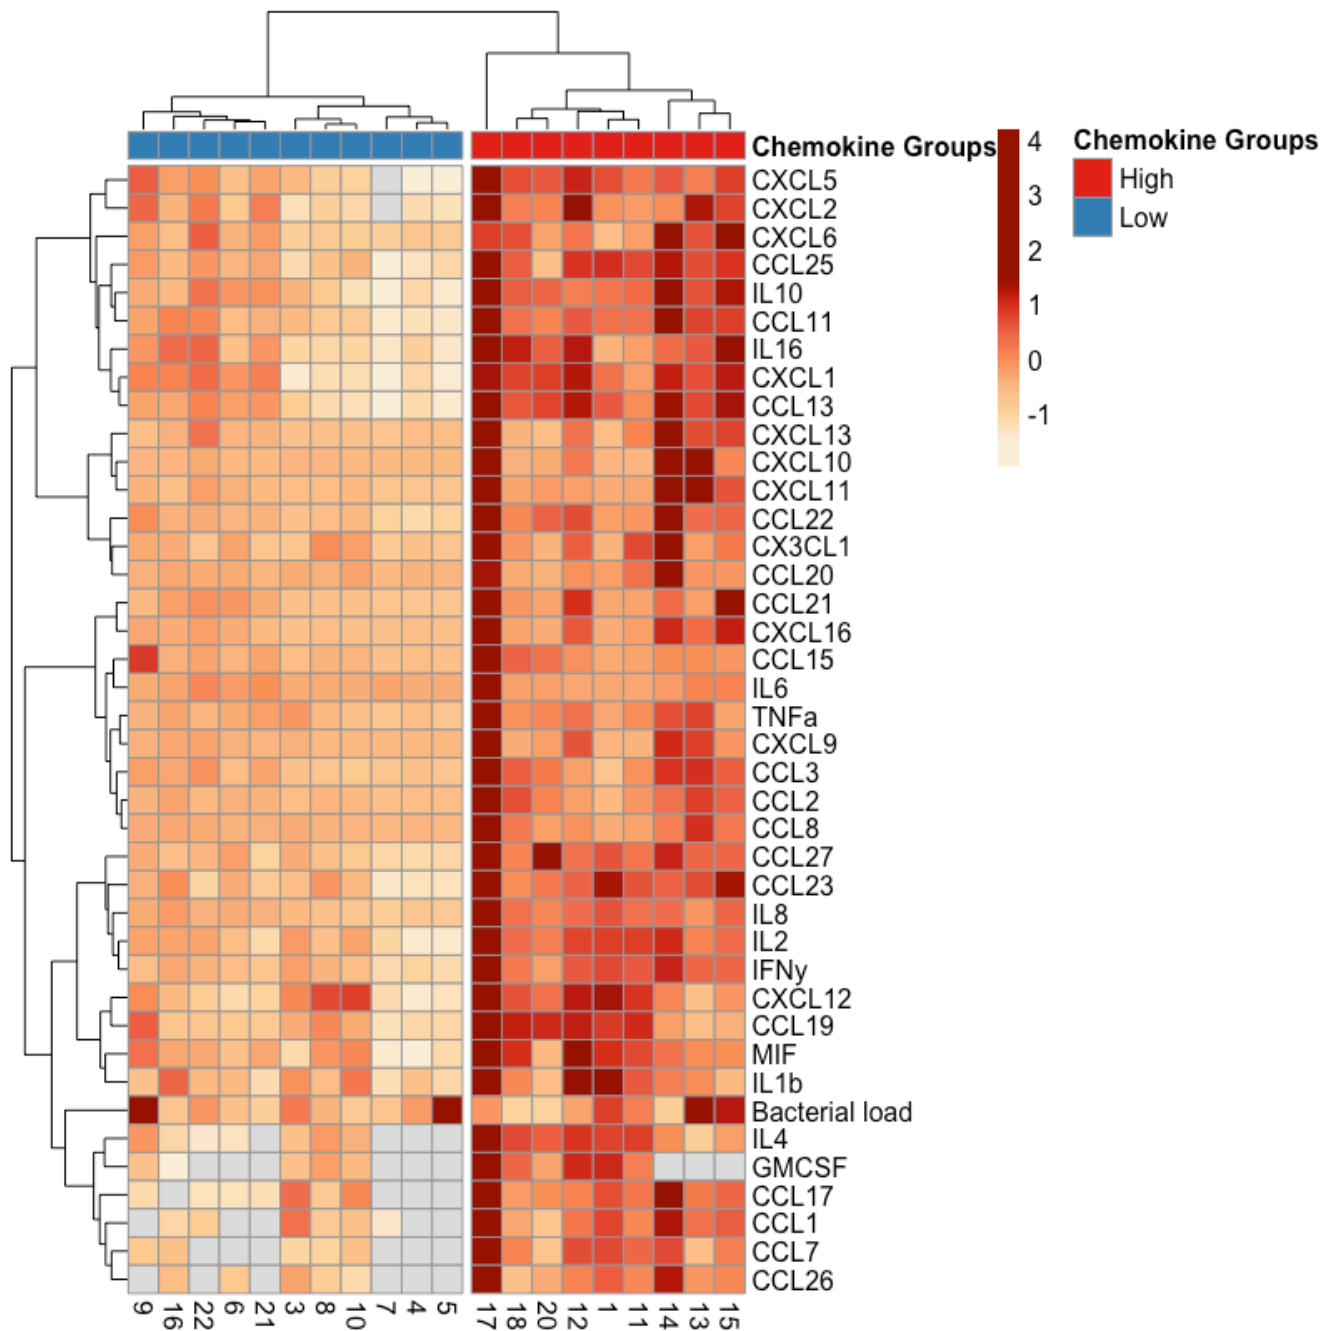 Chemokine Groups
CXCL5
CXCL2
CXCL6
CCL25
IL10
CCL11
IL16
CXCL1
CCL13
CXCL13
CXCL10
CXCL11
CCL22
CX3CL1
CCL20
CCL21
CXCL16
CCL15
IL6
TNFa
CXCL9
CCL3
CCL2
CCL8
CCL27
CCL23
IL8
IL2
IFNy
CXCL12
CCL19
MIF
IL1b
Bacterial load
IL4
GMCSF
CCL17
CCL1
CCL7
CCL26
9 16 22 6 21 3 8 10 7 4 5 17 18 20 12 1 11 14 13 15
4
3
2
1
0
-1
Chemokine Groups
High
Low